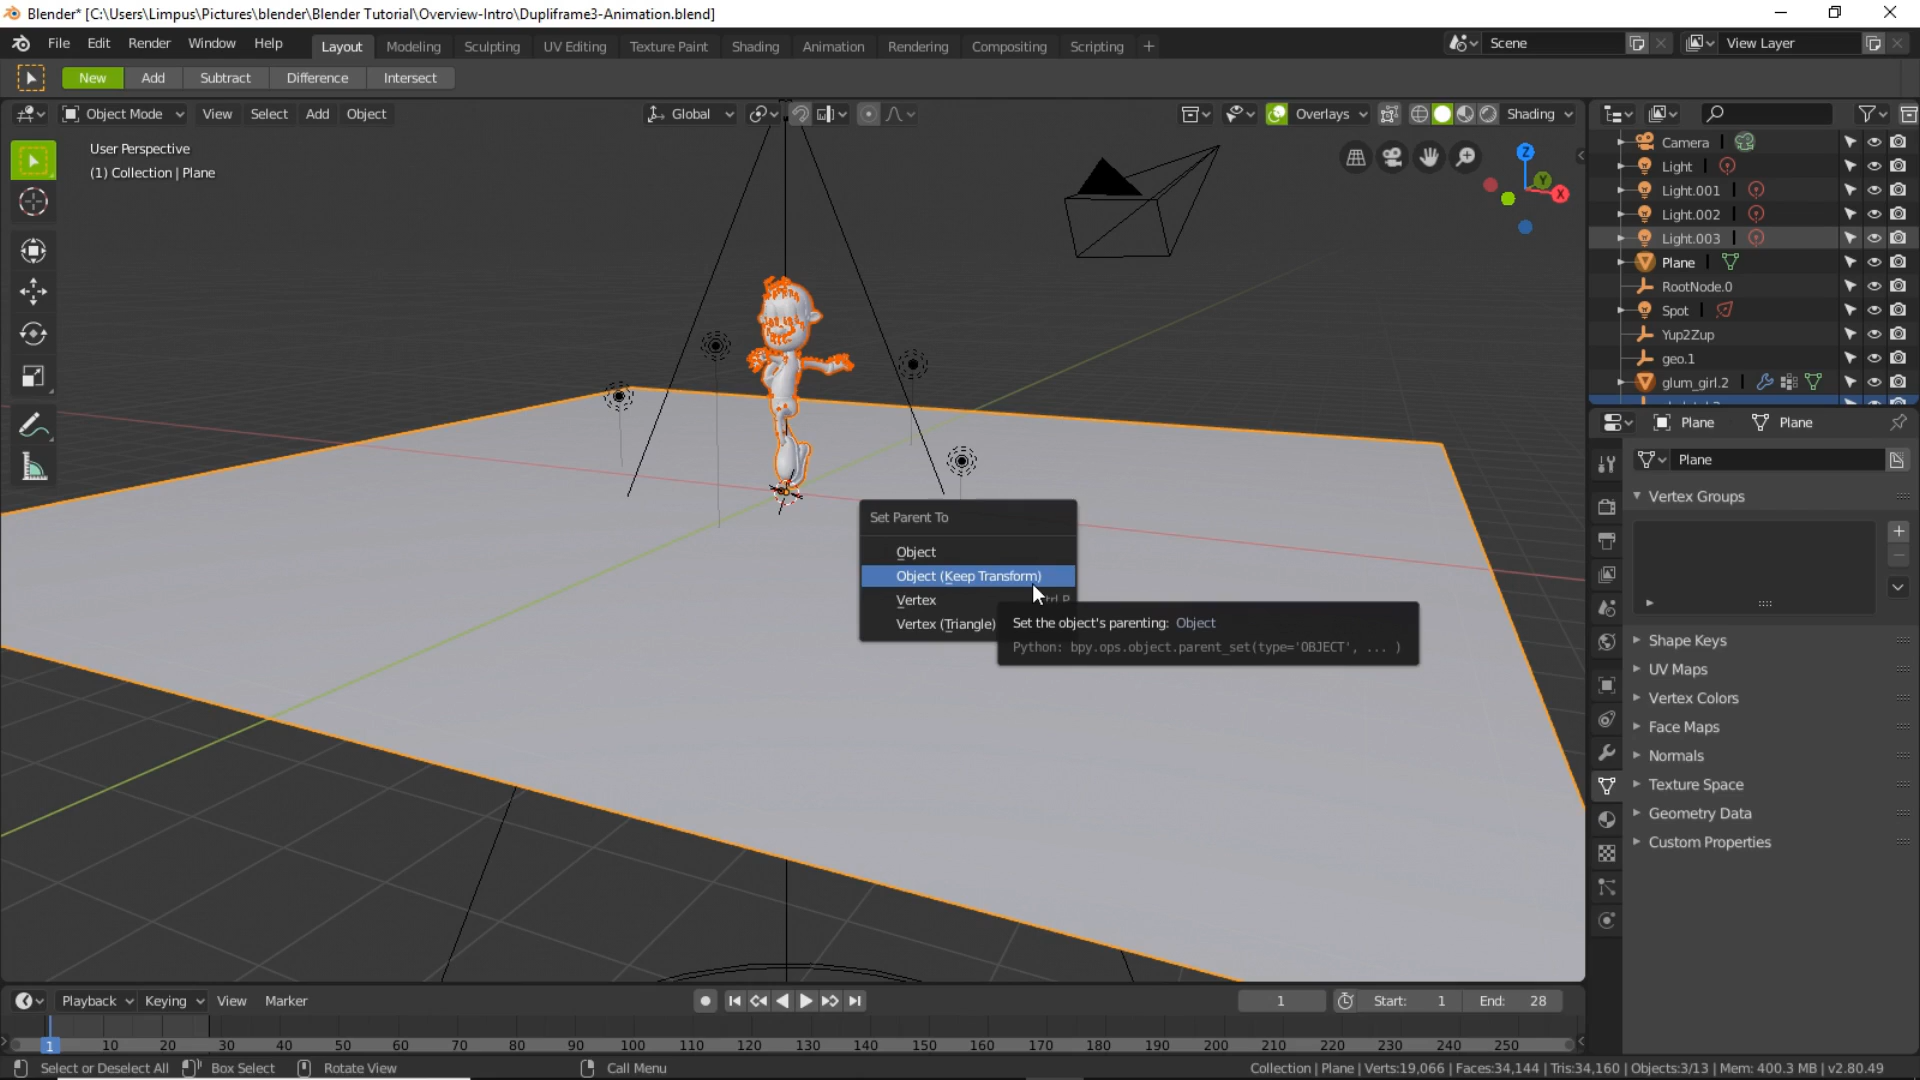 Blender* [C:\Users\Limpus\Pictures\blender\Blender Tutorial\Overview-Intro\Dupliframe3-Animation.blend]
File Edit Render Window Help Layout Modeling Sculpting UV Editing Texture Paint Shading Animation Rendering Compositing Scripting + Scene View Layer
New Add Subtract Difference Intersect
Object Mode View Select Add Object Global Overlays Shading
User Perspective
(1) Collection | Plane
Z
Y
X
Camera
Light
Light.001
Light.002
Light.003
Plane
RootNode.0
Spot
Yup2Zup
geo.1
glum_girl.2
Plane Plane
Plane
Vertex Groups
Shape Keys
UV Maps
Vertex Colors
Face Maps
Normals
Texture Space
Geometry Data
Custom Properties
Set Parent To
Object
Object (Keep Transform)
Vertex
Vertex (Triangle)
Set the object's parenting: Object
Python: bpy.ops.object.parent_set(type='OBJECT', ... )
Playback Keying View Marker 1 Start: 1 End: 28
1 10 20 30 40 50 60 70 80 90 100 110 120 130 140 150 160 170 180 190 200 210 220 230 240 250
Select or Deselect All Box Select Rotate View Call Menu Collection | Plane | Verts:19,066 | Faces:34,144 | Tris:34,160 | Objects:3/13 | Mem: 400.3 MB | v2.80.49